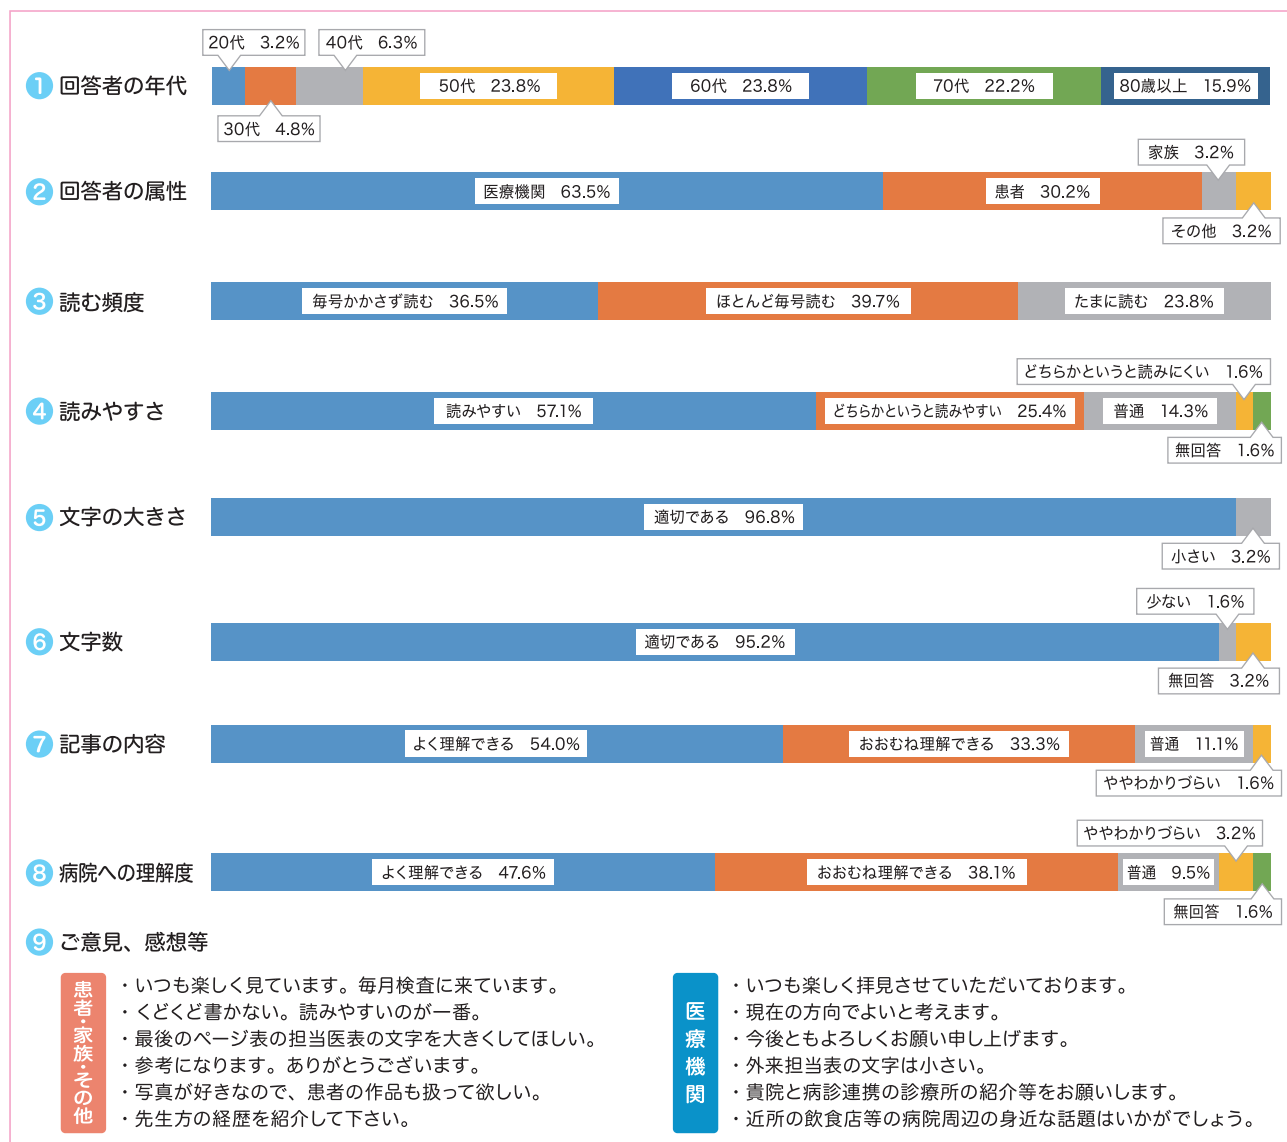 20代 3.2%
40代 6.3%
❶ 回答者の年代
50代 23.8%
60代 23.8%
70代 22.2%
80歳以上 15.9%
30代 4.8%
家族 3.2%
❷ 回答者の属性
医療機関 63.5%
患者 30.2%
その他 3.2%
❸ 読む頻度
毎号かかさず読む 36.5%
ほとんど毎号読む 39.7%
たまに読む 23.8%
どちらかというと読みにくい 1.6%
❹ 読みやすさ
読みやすい 57.1%
どちらかというと読みやすい 25.4%
普通 14.3%
無回答 1.6%
❺ 文字の大きさ
適切である 96.8%
小さい 3.2%
少ない 1.6%
❻ 文字数
適切である 95.2%
無回答 3.2%
❼ 記事の内容
よく理解できる 54.0%
おおむね理解できる 33.3%
普通 11.1%
ややわかりづらい 1.6%
ややわかりづらい 3.2%
❽ 病院への理解度
よく理解できる 47.6%
おおむね理解できる 38.1%
普通 9.5%
無回答 1.6%
❾ ご意見、感想等
患者・家族・その他
・いつも楽しく見ています。毎月検査に来ています。
・くどくど書かない。読みやすいのが一番。
・最後のページ表の担当医表の文字を大きくしてほしい。
・参考になります。ありがとうございます。
・写真が好きなので、患者の作品も扱って欲しい。
・先生方の経歴を紹介して下さい。
医療機関
・いつも楽しく拝見させていただいております。
・現在の方向でよいと考えます。
・今後ともよろしくお願い申し上げます。
・外来担当表の文字は小さい。
・貴院と病診連携の診療所の紹介等をお願いします。
・近所の飲食店等の病院周辺の身近な話題はいかがでしょう。